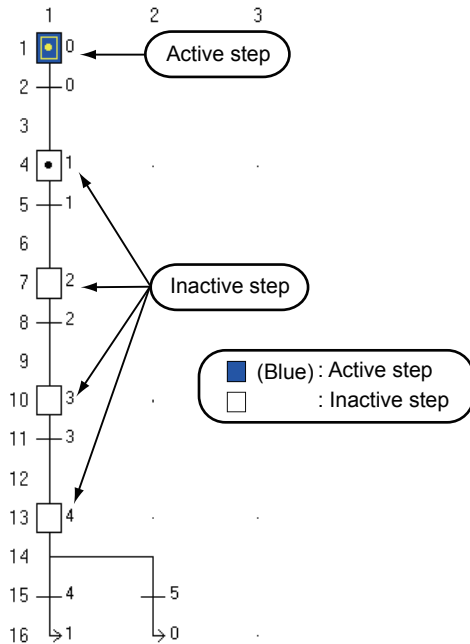 1 2 3
1 0 Active step
2 0
3
4 1
5 1
6
7 2 Inactive step
8 2
9
(Blue) : Active step
10 3 : Inactive step
11 3
12
13 4
14
15 4 5
16 1 0